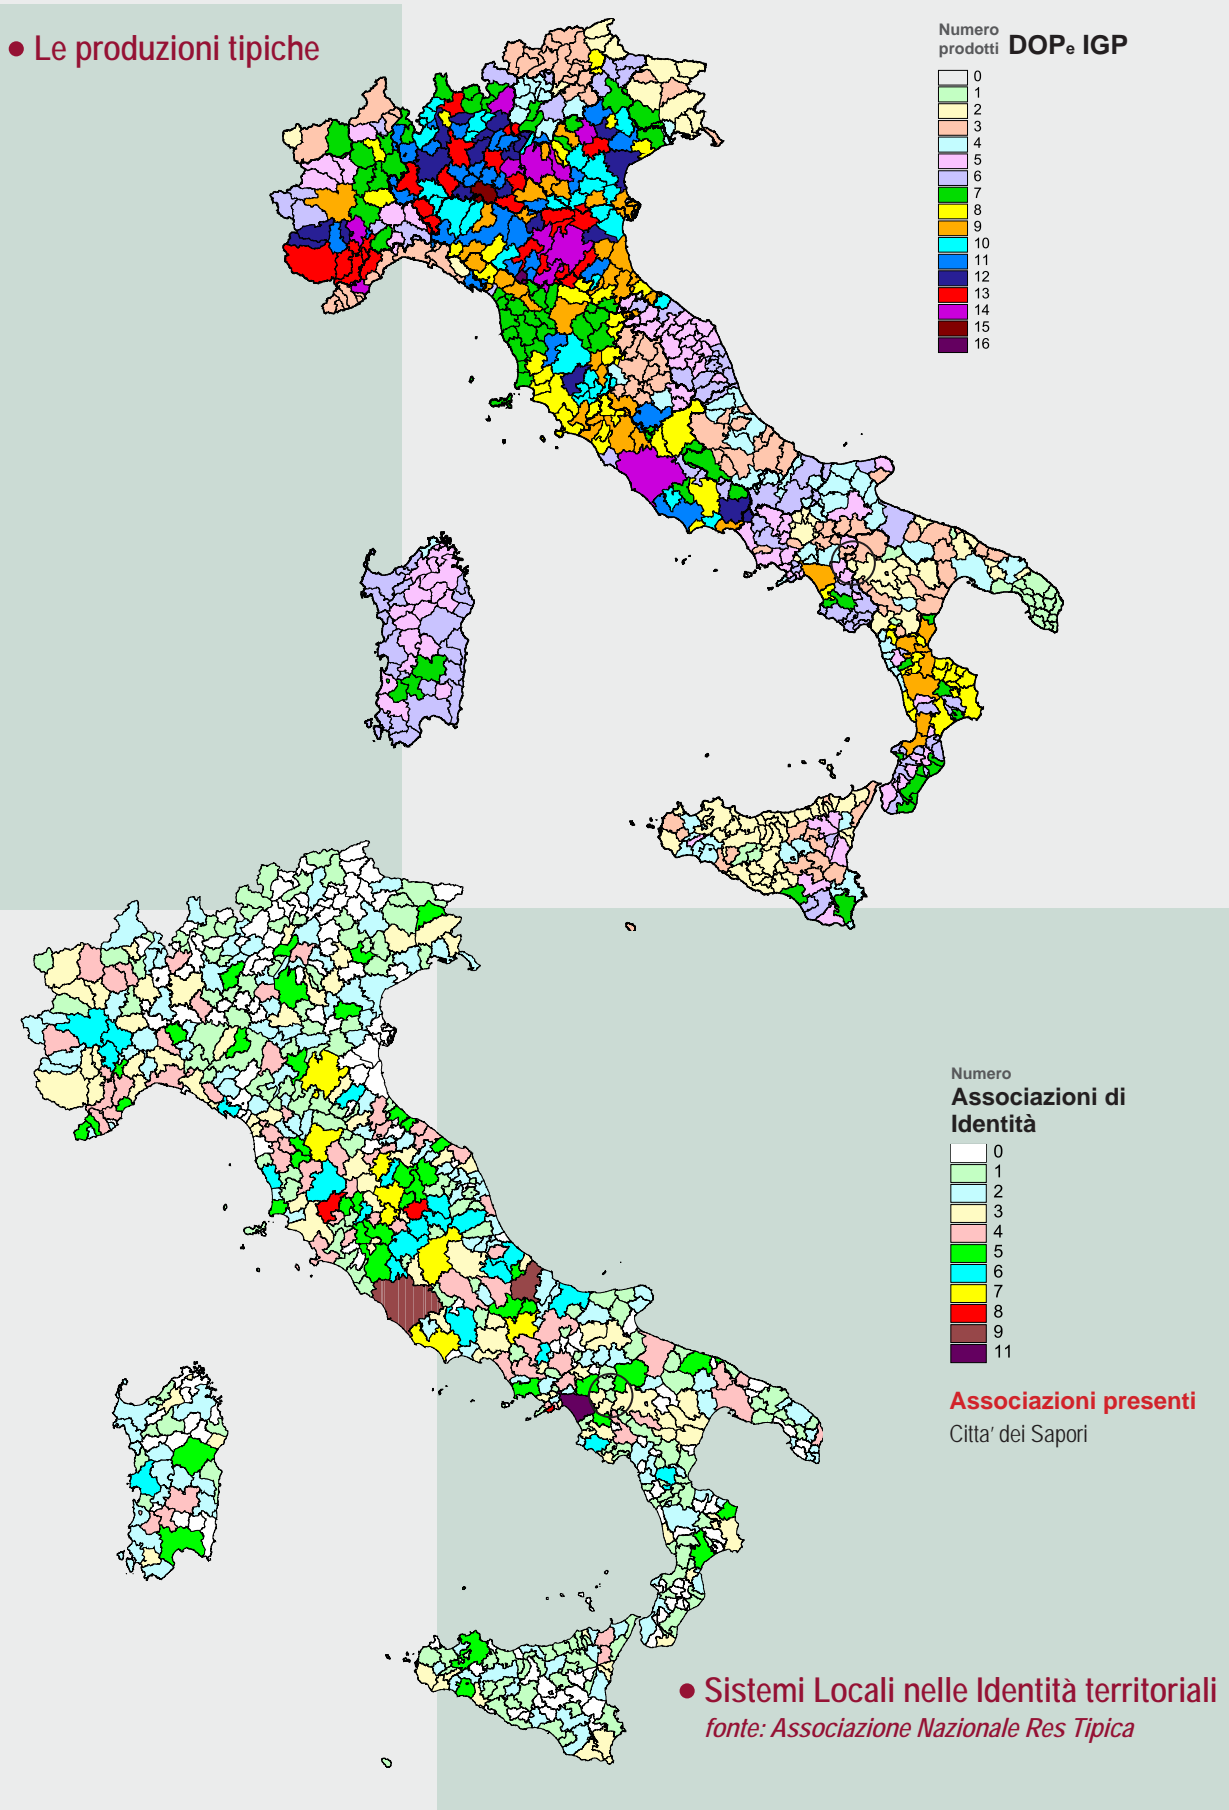 • Le produzioni tipiche
Numero
prodotti DOPe IGP
0
1
2
3
4
5
6
7
8
9
10
11
12
13
14
15
16
Numero
Associazioni di
Identità
0
1
2
3
4
5
6
7
8
9
11
Associazioni presenti
Citta' dei Sapori
• Sistemi Locali nelle Identità territoriali
fonte: Associazione Nazionale Res Tipica